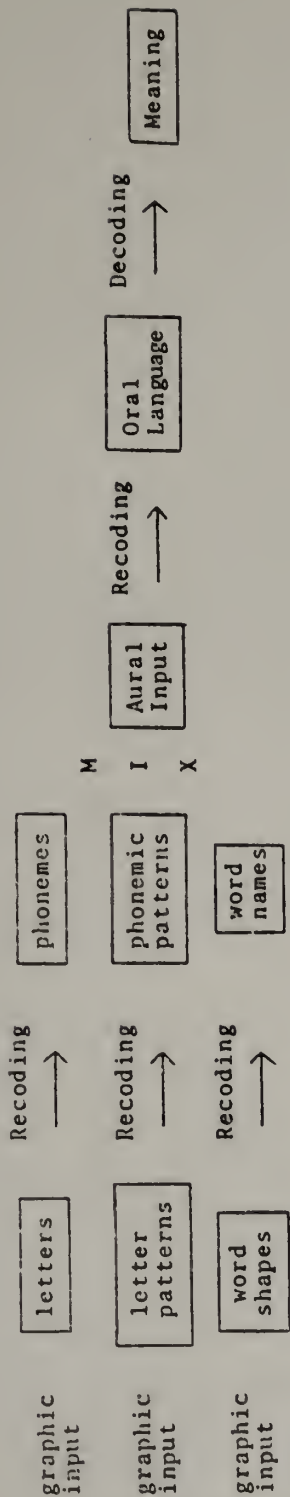 graphic
input
letters
Recoding
phonemes
graphic
input
letter
patterns
Recoding
phonemic
patterns
graphic
input
word
shapes
Recoding
word
names
M
I
X
Aural
Input
Recoding
Oral
Language
Decoding
Meaning